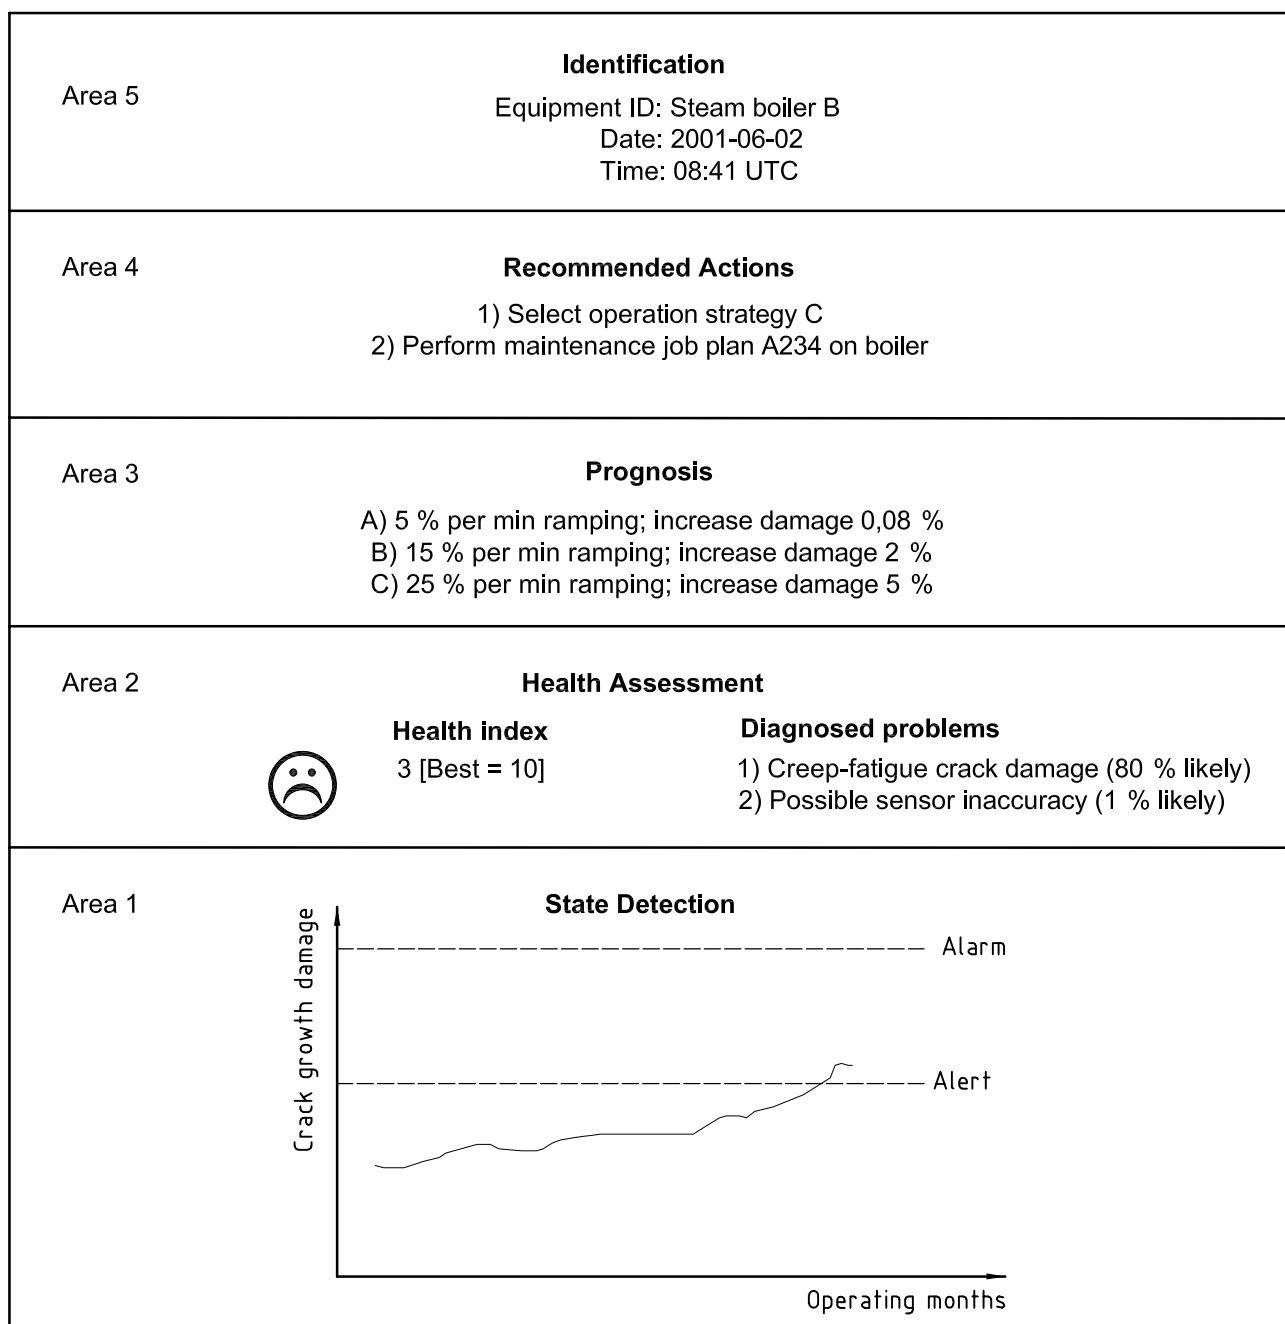 Area 5
Identification
Equipment ID: Steam boiler B
Date: 2001-06-02
Time: 08:41 UTC
Area 4
Recommended Actions
1) Select operation strategy C
2) Perform maintenance job plan A234 on boiler
Area 3
Prognosis
A) 5 % per min ramping; increase damage 0,08 %
B) 15 % per min ramping; increase damage 2 %
C) 25 % per min ramping; increase damage 5 %
Area 2
Health Assessment
Health index
3 [Best = 10]
Diagnosed problems
1) Creep-fatigue crack damage (80 % likely)
2) Possible sensor inaccuracy (1 % likely)
Area 1
State Detection
Crack growth damage
Alarm
Alert
Operating months